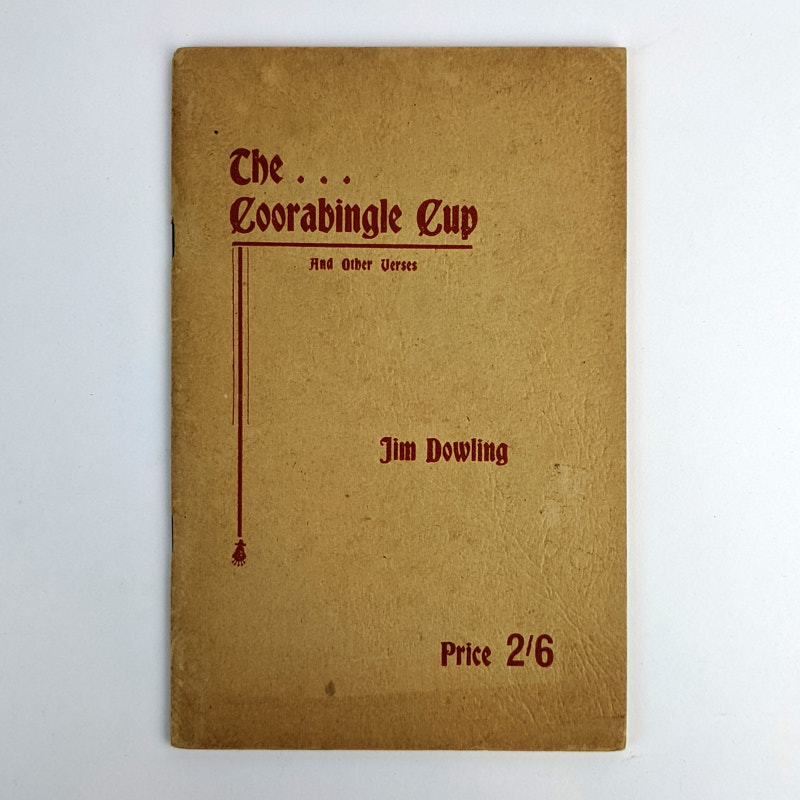 The . . .
Coorabingle Cup
And Other Verses
Jim Dowling
Price 2/6